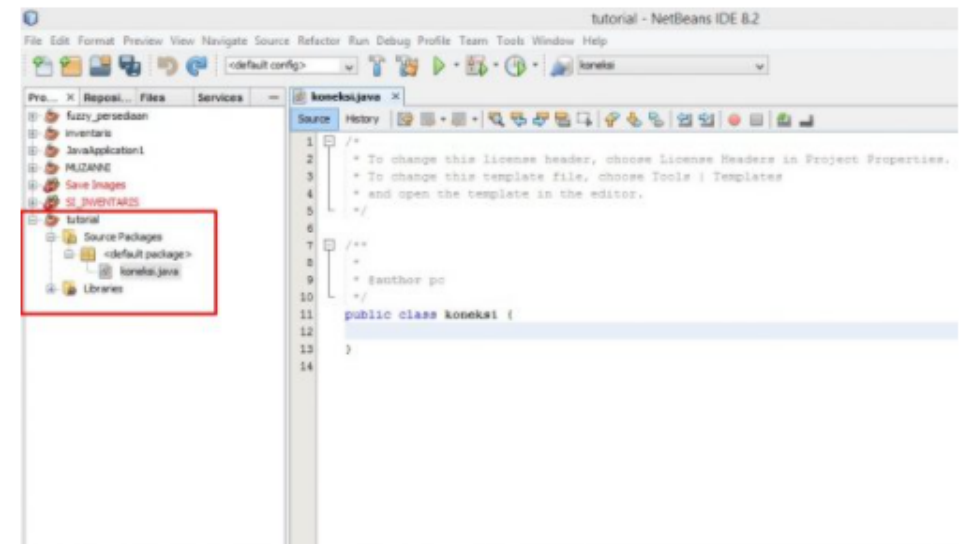 tutorial - NetBeans IDE 8.2
File Edit Format Preview View Navigate Source Refactor Run Debug Profile Team Tools Window Help
<default config> koneksi
Pro... Reposi... Files Services
koneksi.java
fuzzy_persediaan
inventaris
JavaApplication1
MUZANNI
Save Images
SI_INVENTARIS
tutorial
Source Packages
<default package>
koneksi.java
Libraries
Source History
1 /*
2 * To change this license header, choose License Headers in Project Properties.
3 * To change this template file, choose Tools | Templates
4 * and open the template in the editor.
5 */
6
7 /**
8 *
9 * @author pc
10 */
11 public class koneksi {
12
13 }
14